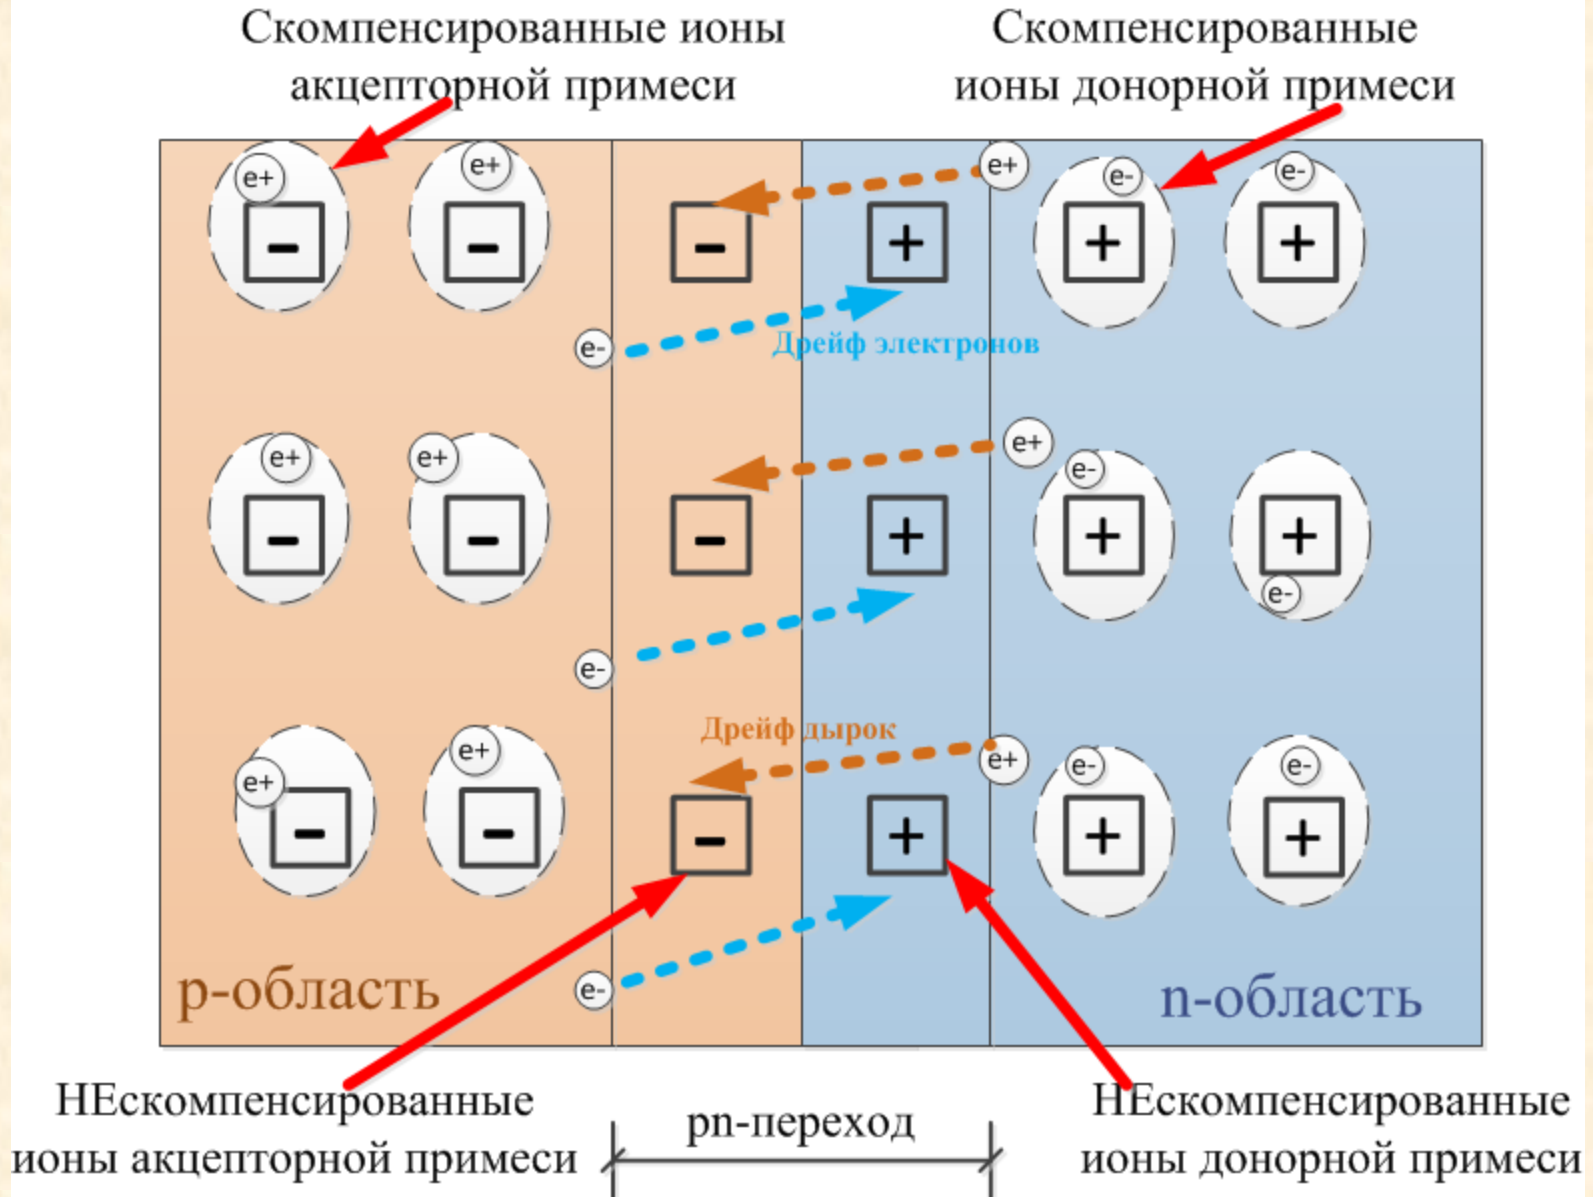 Скомпенсированные ионы
акцепторной примеси
Скомпенсированные
ионы донорной примеси
e+
e+
-
-
-
e+
+
e-
+
e-
+
e-
Дрейф электронов
e+
-
e+
-
-
+
e+
e-
+
+
e-
e-
Дрейф дырок
e+
-
e+
-
-
+
e+
e-
+
e-
+
e-
p-область
n-область
НЕскомпенсированные
ионы акцепторной примеси
pn-переход
НЕскомпенсированные
ионы донорной примеси